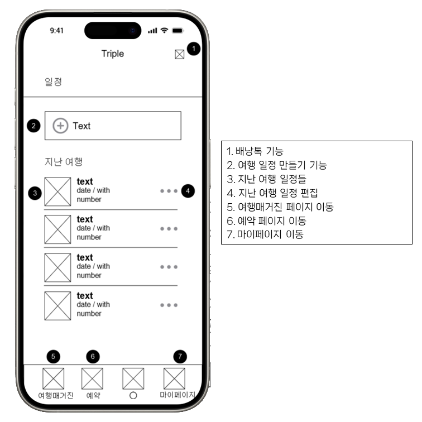 9:41
Triple
1
일정
2
Text
지난 여행
3
text
date / with
number
4
text
date / with
number
text
date / with
number
text
date / with
number
5
6
7
여행매거진 예약 마이페이지
1. 배낭톡 기능
2. 여행 일정 만들기 기능
3. 지난 여행 일정들
4. 지난 여행 일정 편집
5. 여행매거진 페이지 이동
6. 예약 페이지 이동
7. 마이페이지 이동